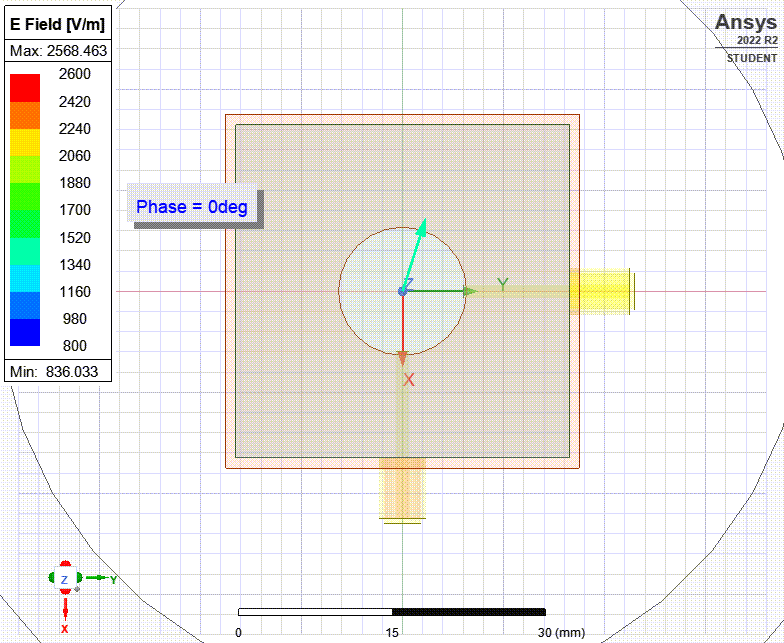 E Field [V/m]
Max: 2568.463
2600
2420
2240
2060
1880
1700
1520
1340
1160
980
800
Min: 836.033
Ansys
2022 R2
STUDENT
Phase = 0deg
Z
Y
X
Z
Y
X
0 15 30 (mm)